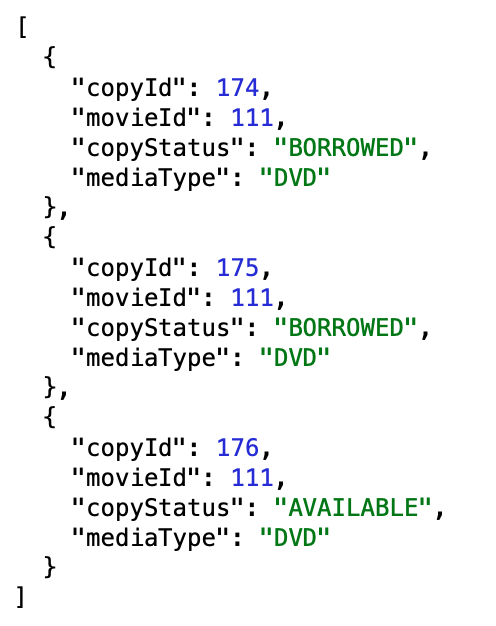 [
  {
    "copyId": 174,
    "movieId": 111,
    "copyStatus": "BORROWED",
    "mediaType": "DVD"
  },
  {
    "copyId": 175,
    "movieId": 111,
    "copyStatus": "BORROWED",
    "mediaType": "DVD"
  },
  {
    "copyId": 176,
    "movieId": 111,
    "copyStatus": "AVAILABLE",
    "mediaType": "DVD"
  }
]